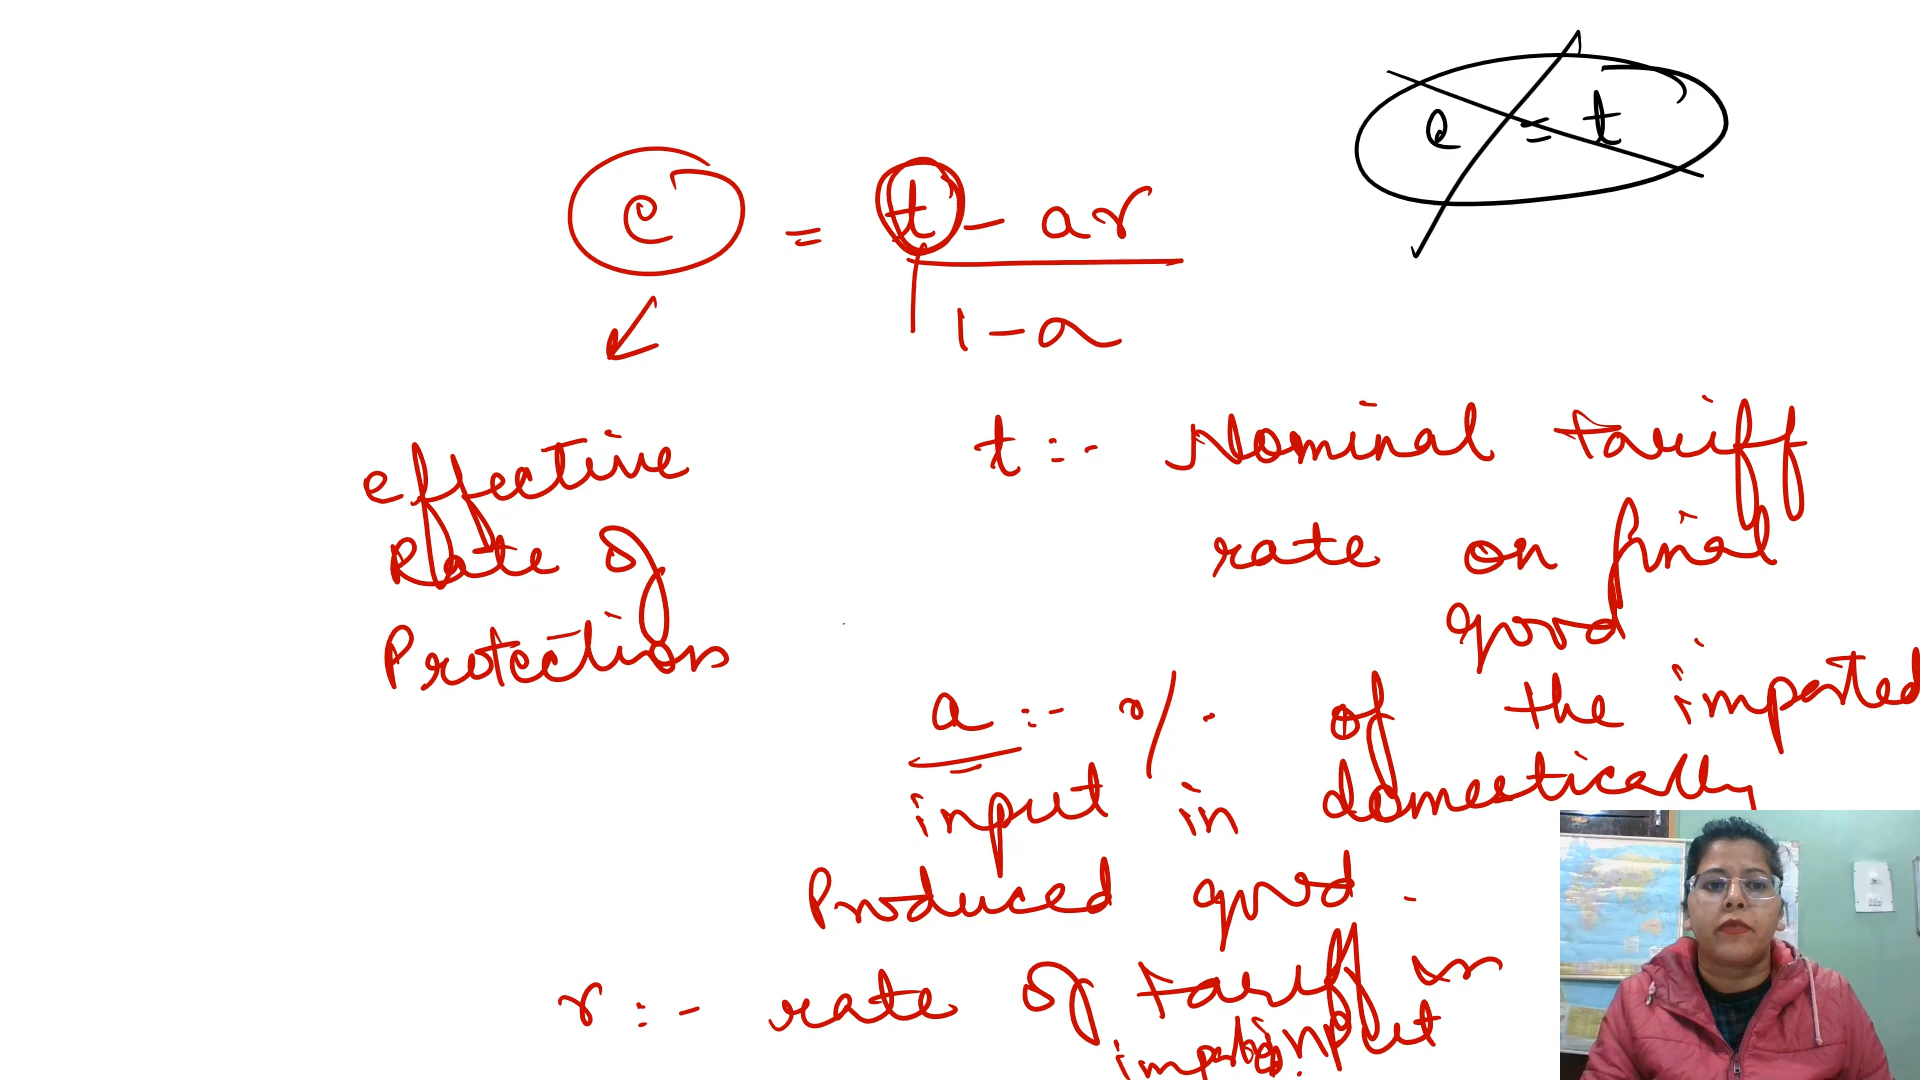 e = t
e = t - ar
1 - a
effective
Rate of
Protection
t :- Nominal tariff
rate on final
good
a :- % of the imported
input in domestically
Produced good.
r :- rate of tariff in
imported input